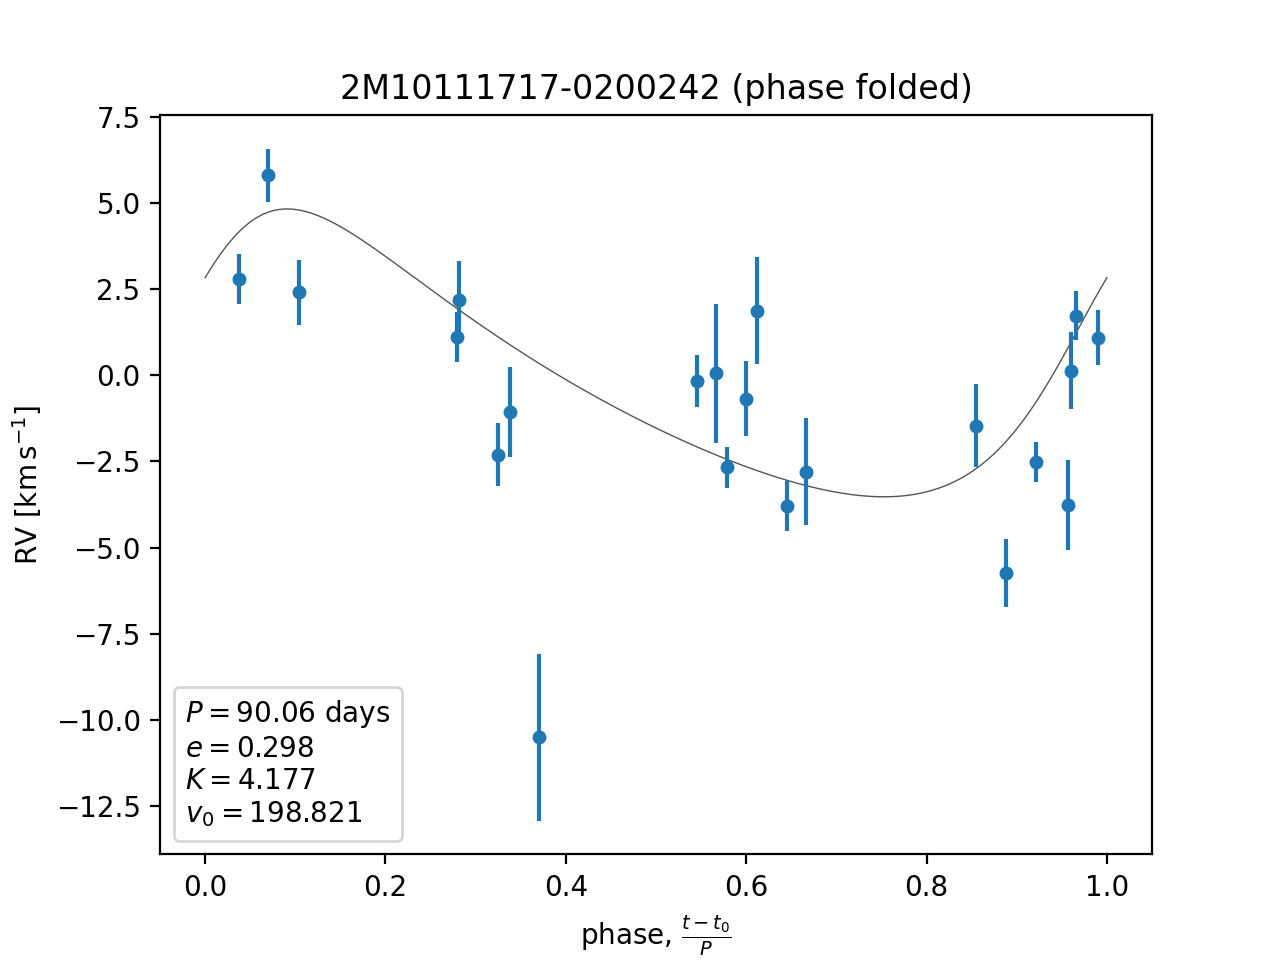 2M10111717-0200242 (phase folded)
7.5
5.0
2.5
0.0
−2.5
−5.0
−7.5
−10.0
−12.5
RV [km s⁻¹]
P = 90.06 days
e = 0.298
K = 4.177
v₀ = 198.821
0.0 0.2 0.4 0.6 0.8 1.0
phase, (t − t₀)/P